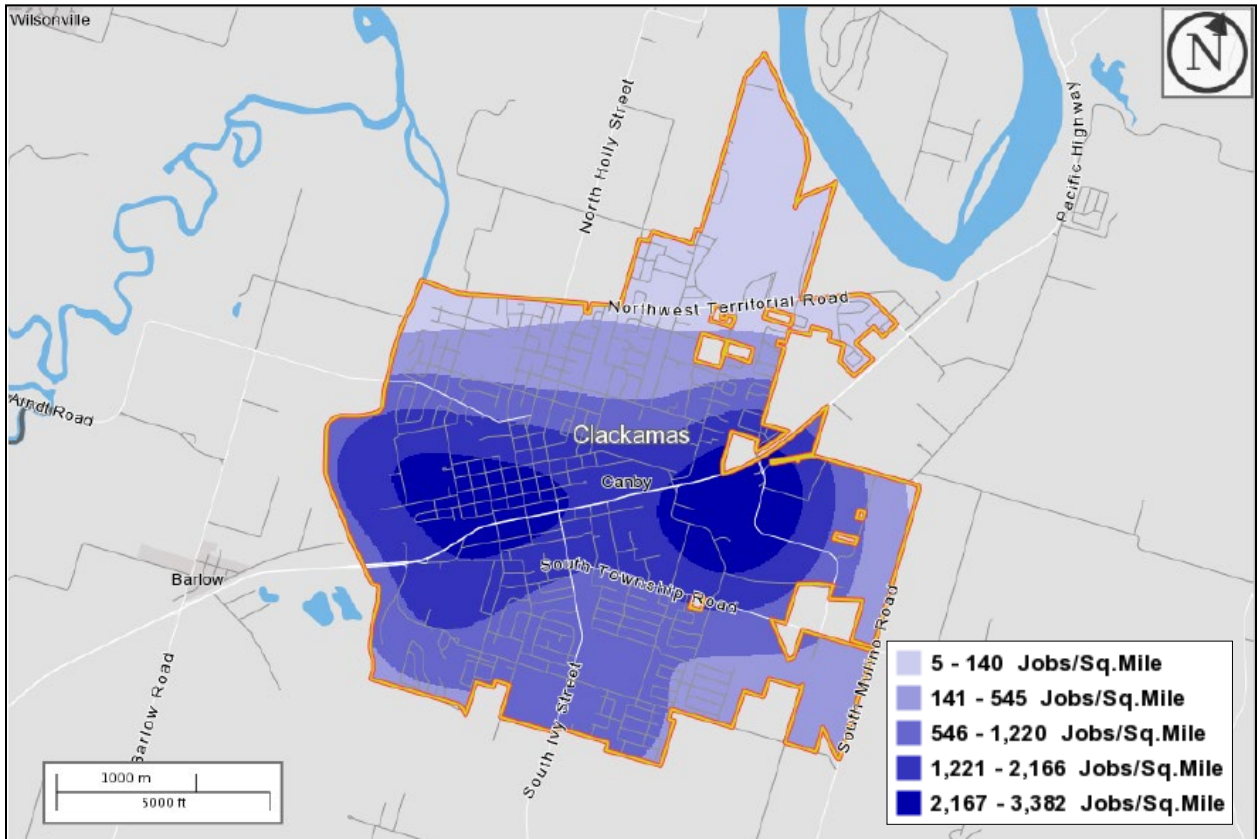 Wilsonville
N
North Holly Street
Pacific Highway
Northwest Territorial Road
Arndt Road
Clackamas
Canby
Barlow
South Township Road
South Mulino Road
Barlow Road
South Ivy Street
1000 m
5000 ft
5 - 140 Jobs/Sq.Mile
141 - 545 Jobs/Sq.Mile
546 - 1,220 Jobs/Sq.Mile
1,221 - 2,166 Jobs/Sq.Mile
2,167 - 3,382 Jobs/Sq.Mile